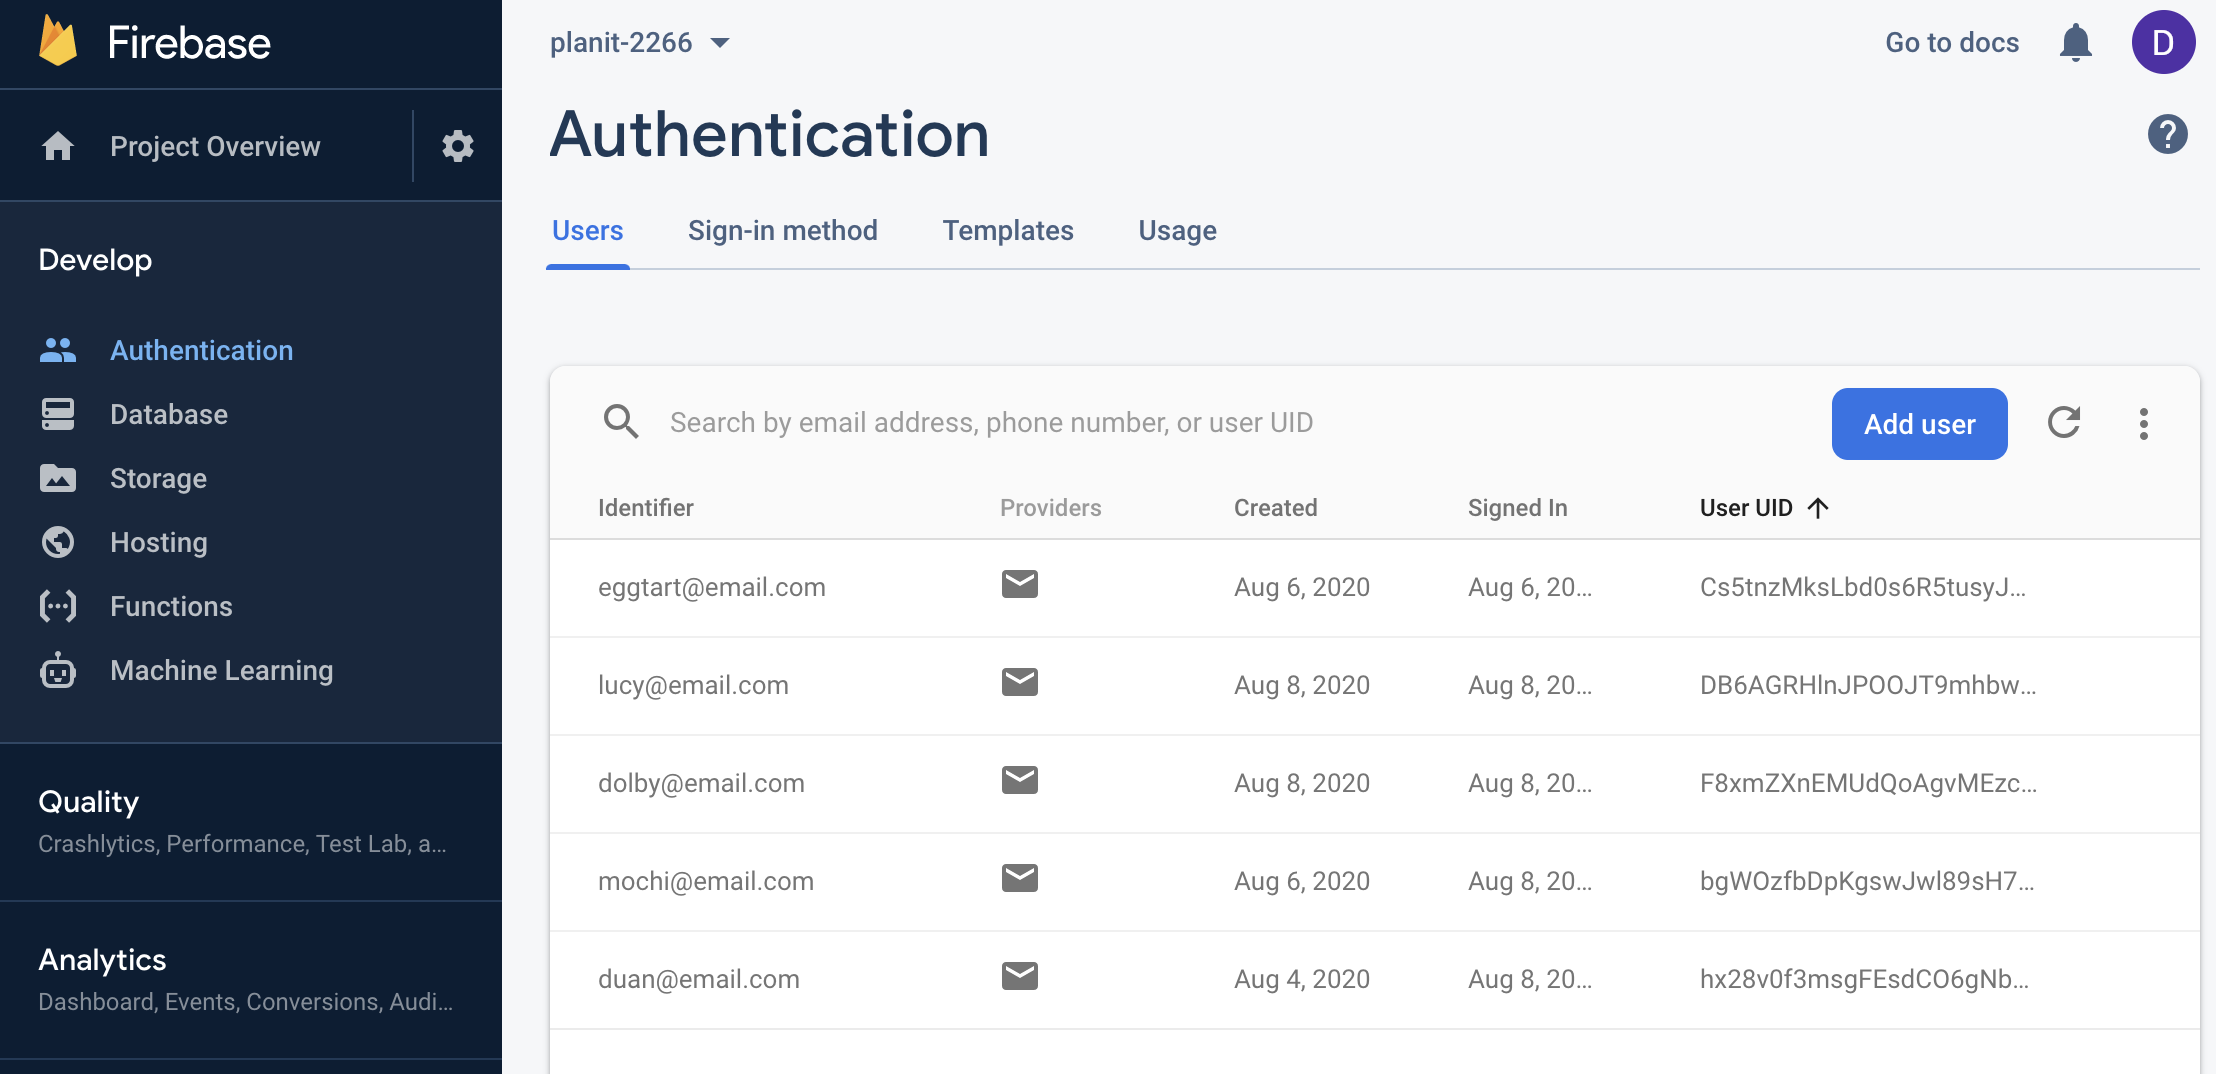 Firebase
Project Overview
Develop
Authentication
Database
Storage
Hosting
Functions
Machine Learning
Quality
Crashlytics, Performance, Test Lab, a...
Analytics
Dashboard, Events, Conversions, Audi...
planit-2266
Go to docs
D
Authentication
?
Users Sign-in method Templates Usage
Search by email address, phone number, or user UID
Add user
Identifier Providers Created Signed In User UID
eggtart@email.com Aug 6, 2020 Aug 6, 20... Cs5tnzMksLbd0s6R5tusyJ...
lucy@email.com Aug 8, 2020 Aug 8, 20... DB6AGRHlnJPOOJT9mhbw...
dolby@email.com Aug 8, 2020 Aug 8, 20... F8xmZXnEMUdQoAgvMEzc...
mochi@email.com Aug 6, 2020 Aug 8, 20... bgWOzfbDpKgswJwl89sH7...
duan@email.com Aug 4, 2020 Aug 8, 20... hx28v0f3msgFEsdCO6gNb...